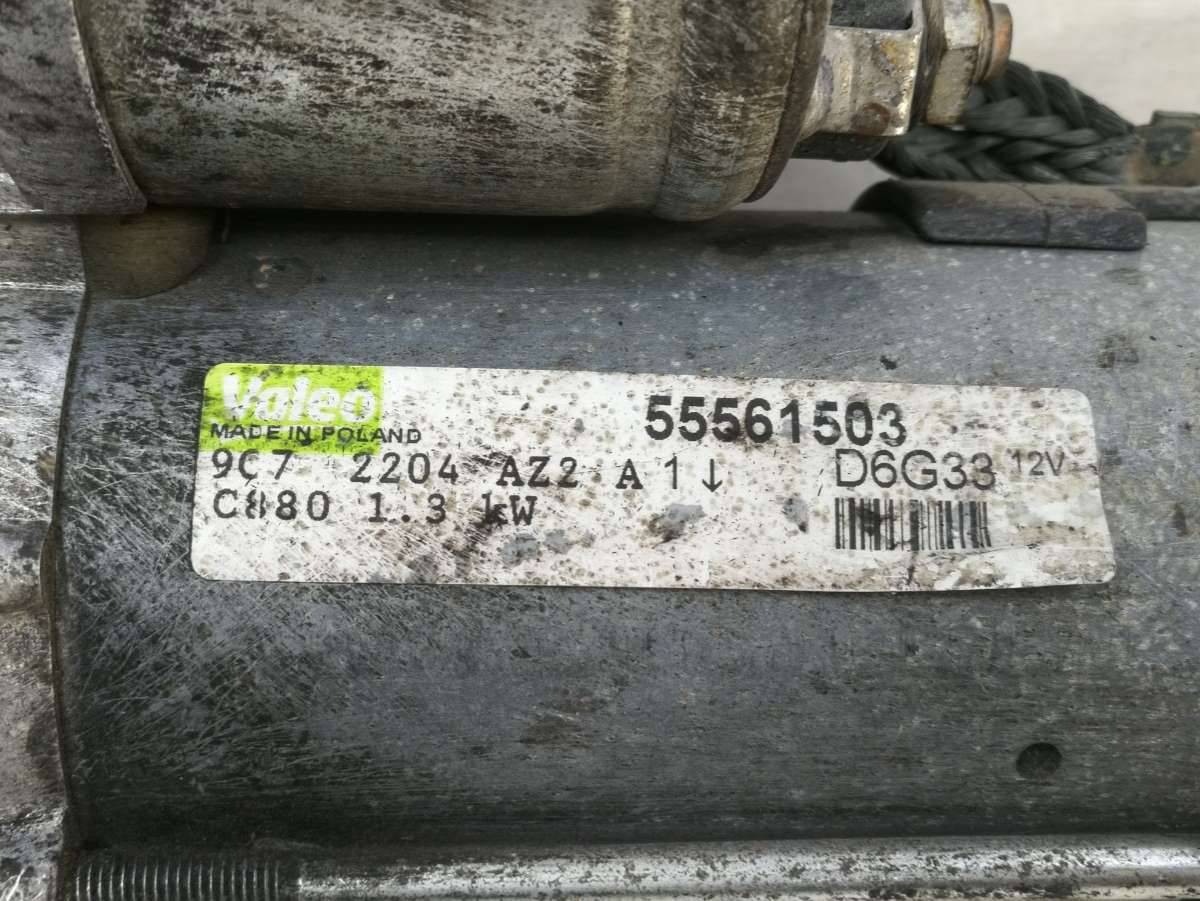 Valeo
MADE IN POLAND
55561503
9C7 2204 AZ2 A 1↓ D6G33 12V
C880 1.3 kW